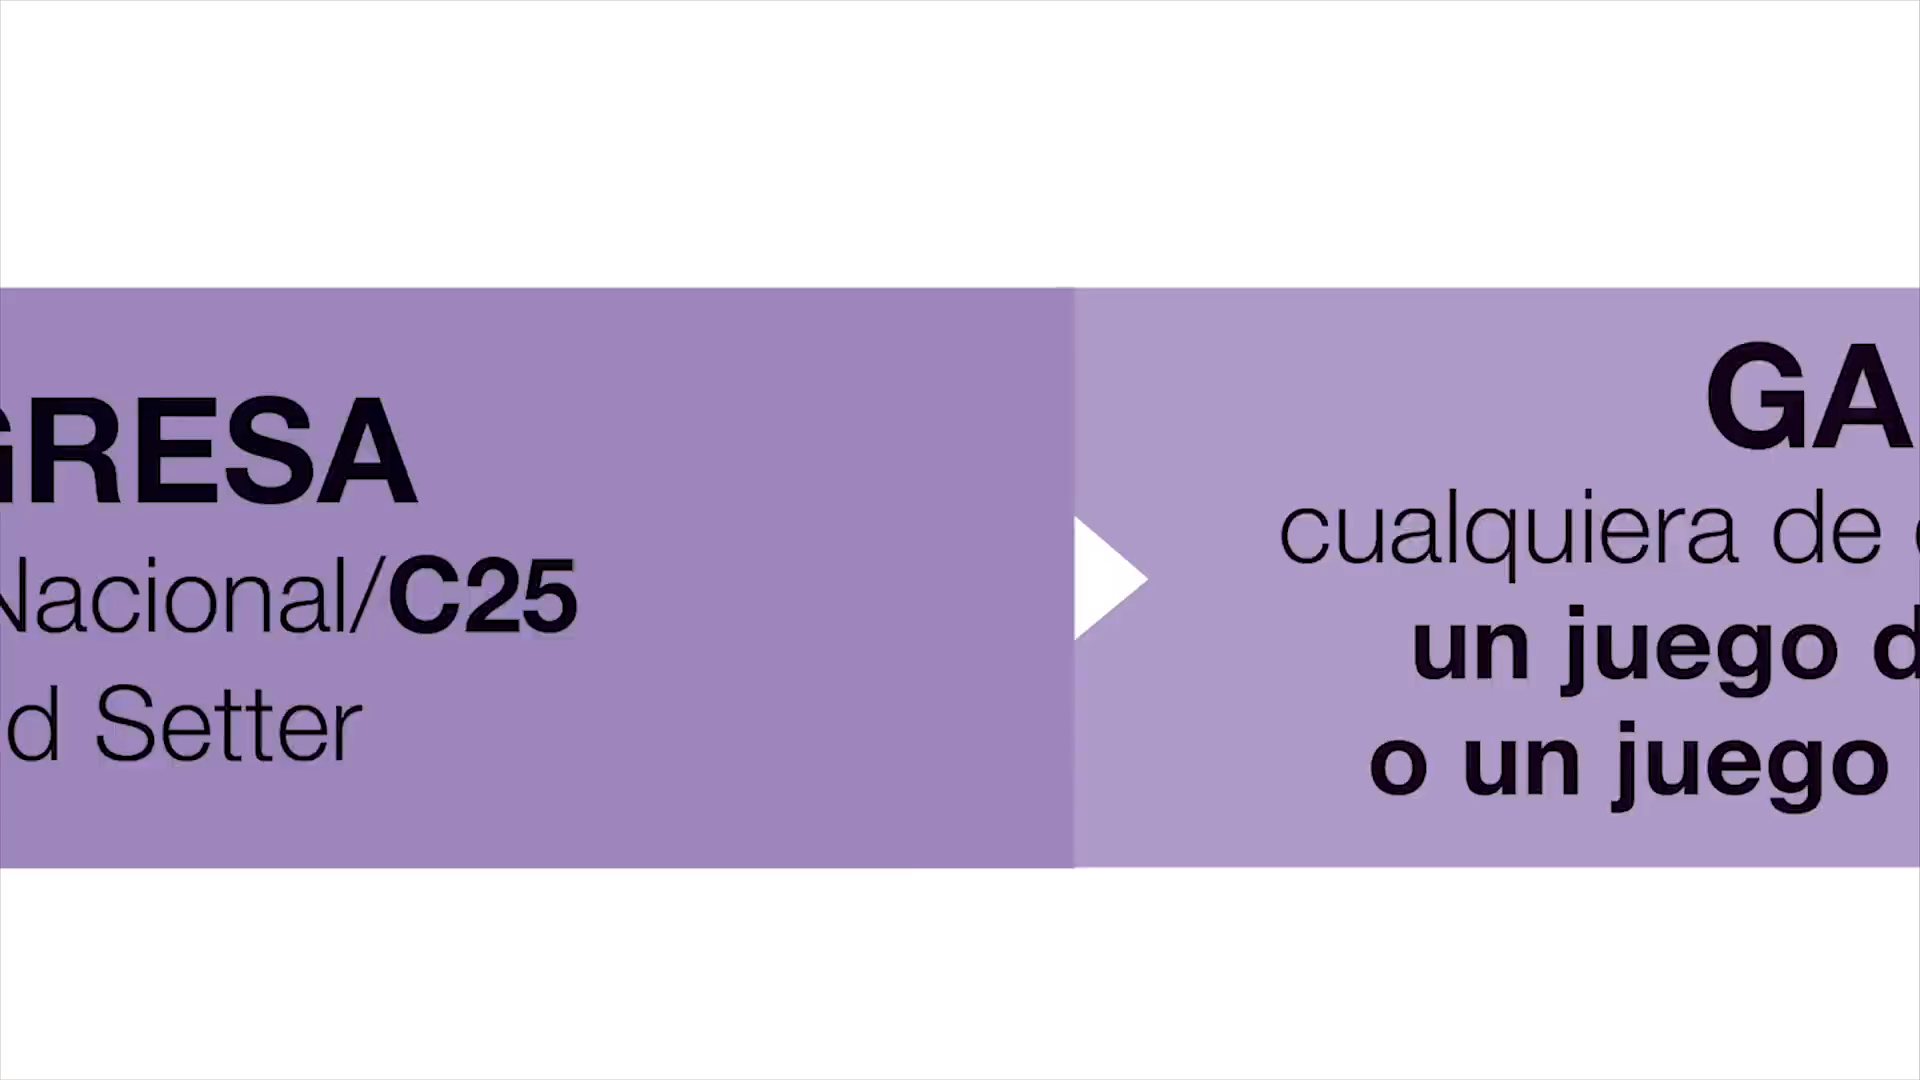 GRESA
Nacional/C25
d Setter
GA
cualquiera de
un juego d
o un juego